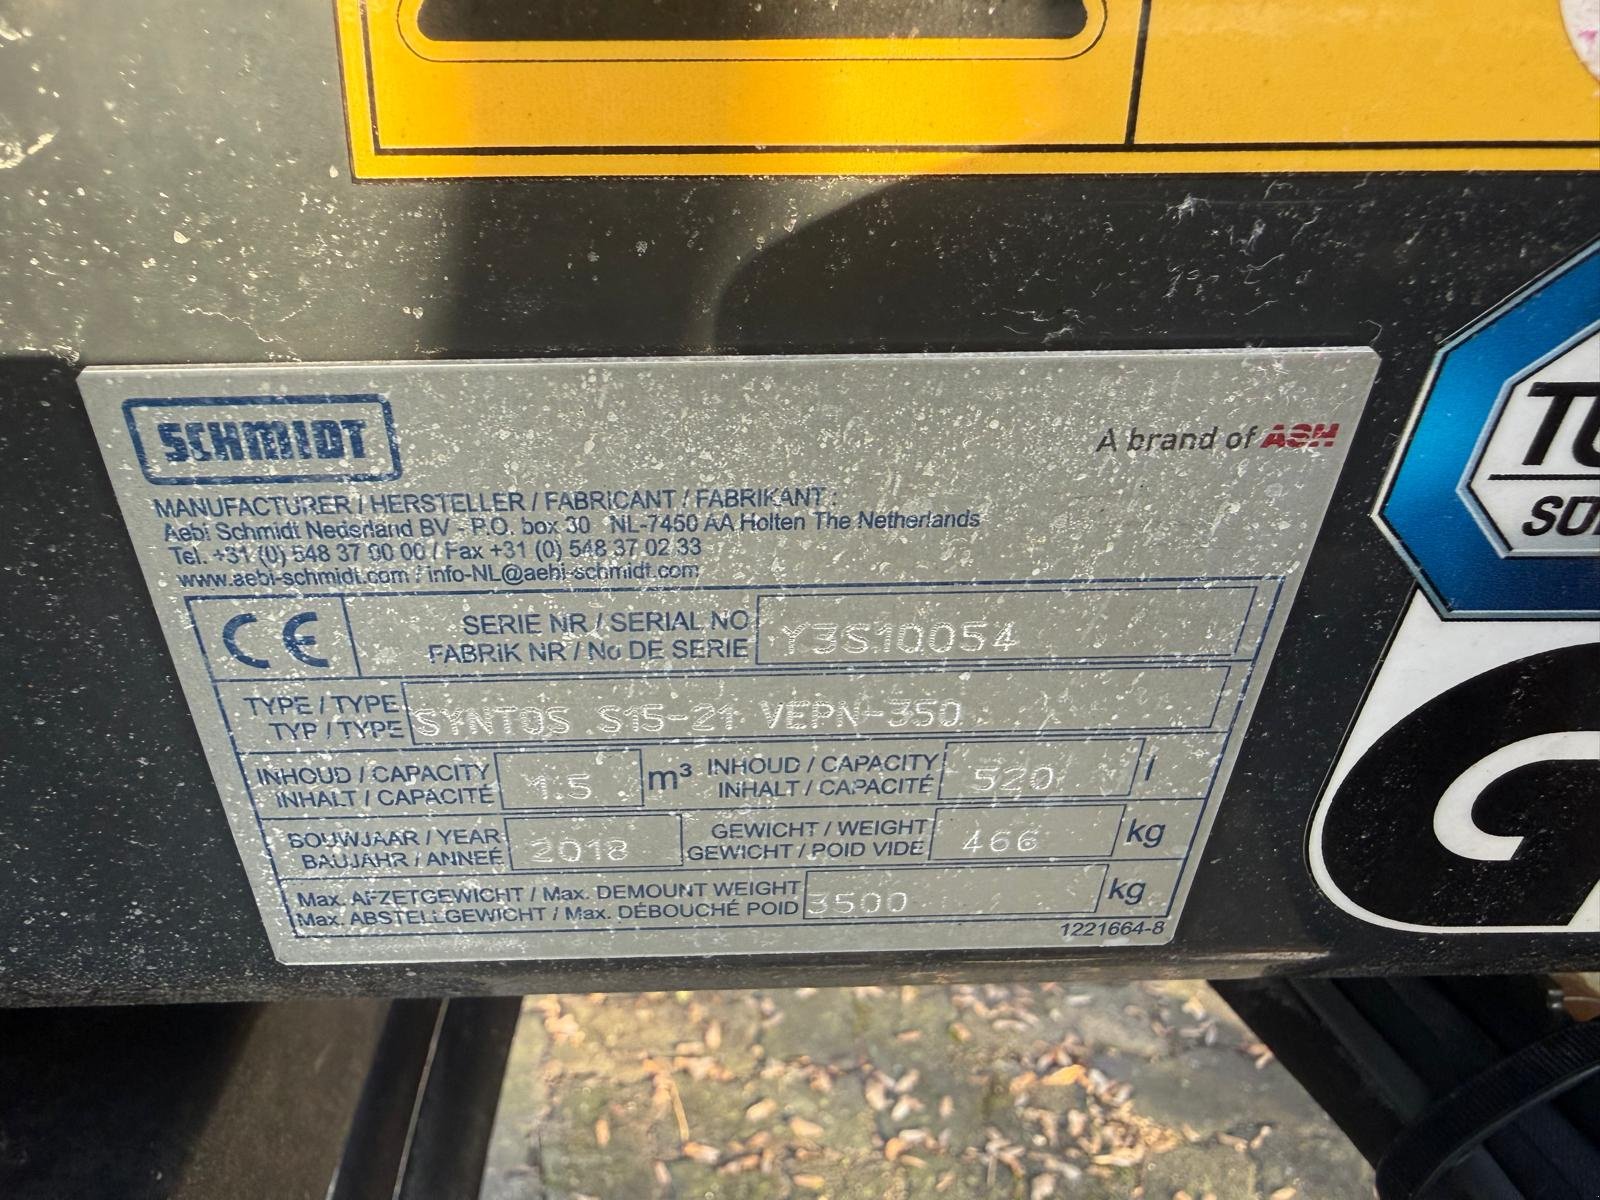 SCHMIDT
A brand of ASH
MANUFACTURER / HERSTELLER / FABRICANT / FABRIKANT :
Aebi Schmidt Nederland BV - P.O. box 30 NL-7450 AA Holten The Netherlands
Tel. +31 (0) 548 37 00 00 / Fax +31 (0) 548 37 02 33
www.aebi-schmidt.com / info-NL@aebi-schmidt.com
CE
SERIE NR / SERIAL NO
FABRIK NR / No DE SERIE
Y3S10054
TYPE / TYPE
TYP / TYPE
SYNTOS S15-21 VEPN-350
INHOUD / CAPACITY
INHALT / CAPACITÉ
1.5
m³
INHOUD / CAPACITY
INHALT / CAPACITÉ
520
l
BOUWJAAR / YEAR
BAUJAHR / ANNEÉ
2018
GEWICHT / WEIGHT
GEWICHT / POID VIDE
466
kg
Max. AFZETGEWICHT / Max. DEMOUNT WEIGHT
Max. ABSTELLGEWICHT / Max. DÉBOUCHÉ POID
3500
kg
1221664-8